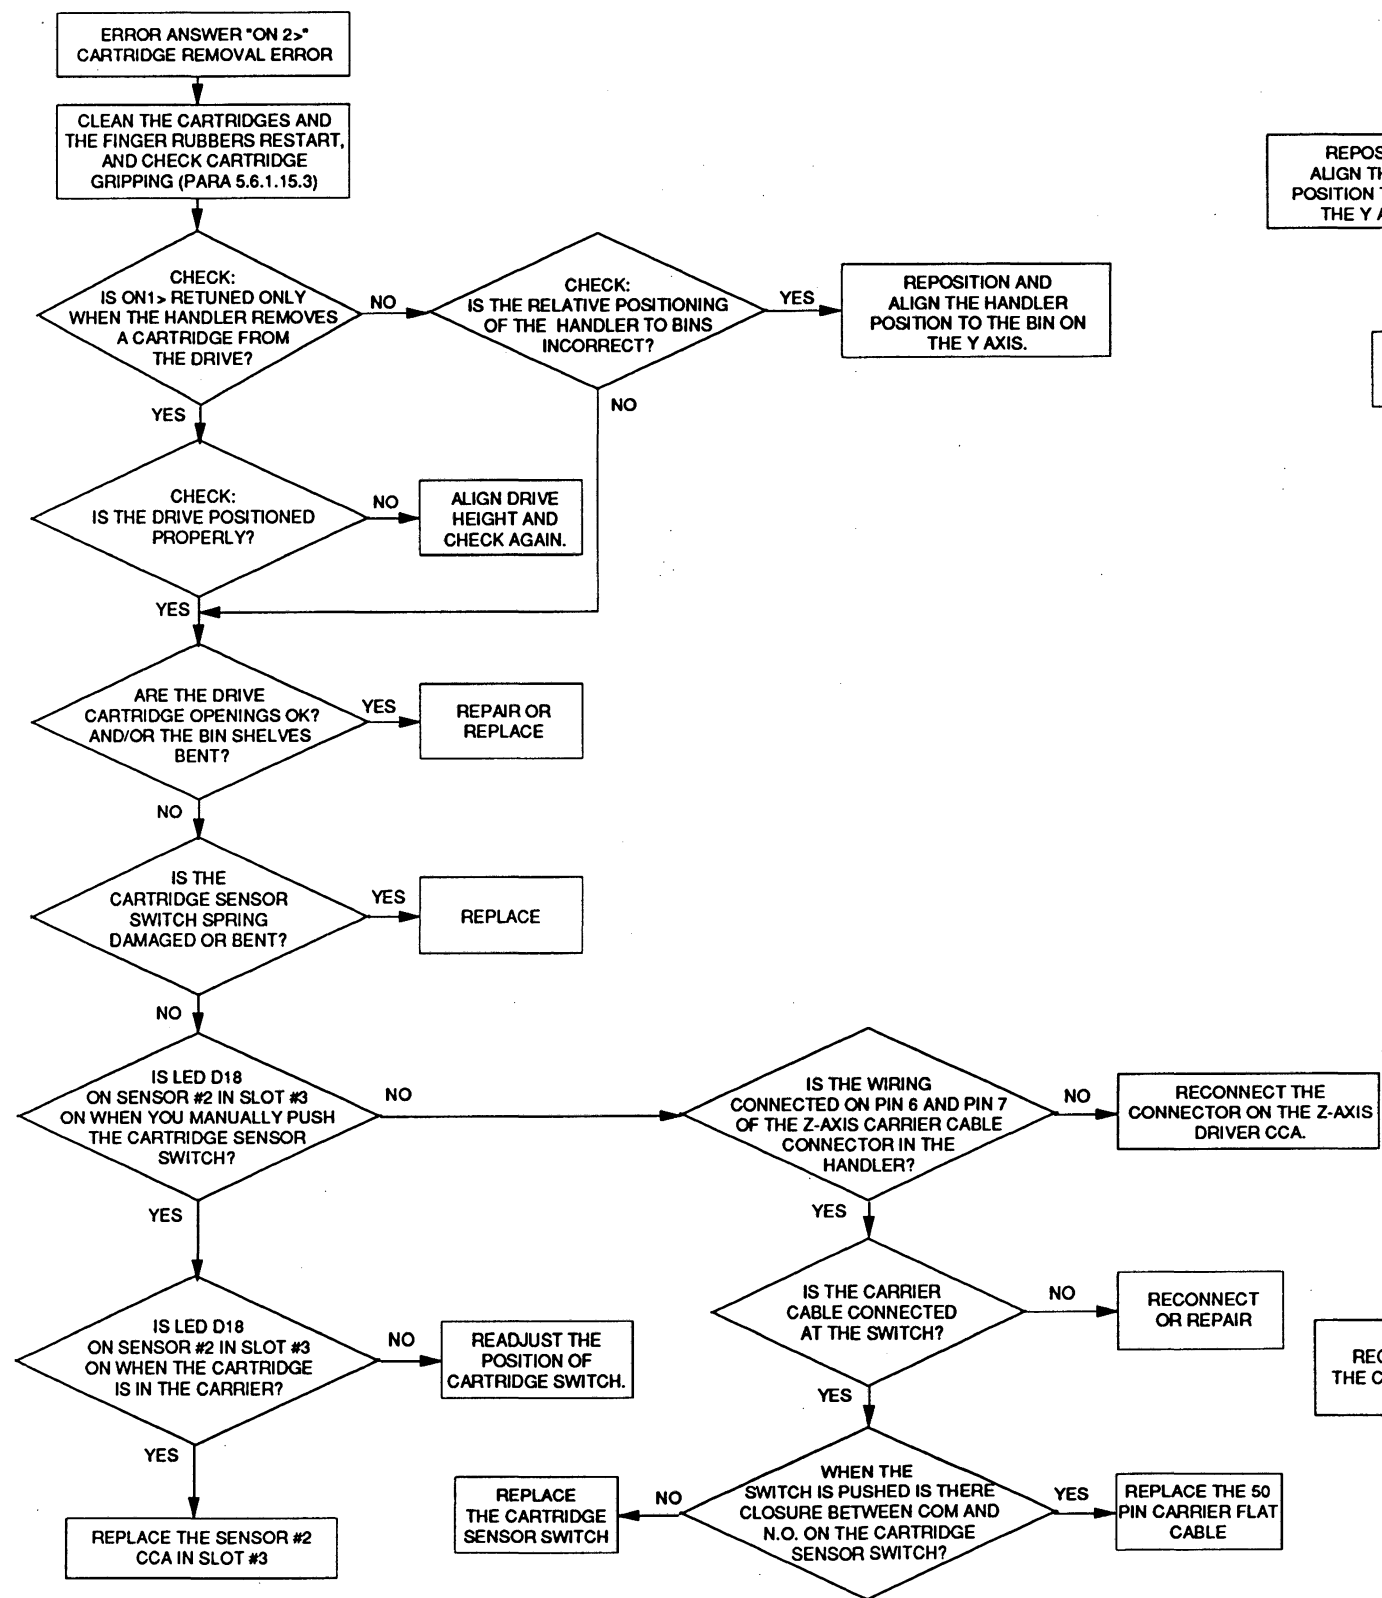 ERROR ANSWER "ON 2>"
CARTRIDGE REMOVAL ERROR
CLEAN THE CARTRIDGES AND
THE FINGER RUBBERS RESTART,
AND CHECK CARTRIDGE
GRIPPING (PARA 5.6.1.15.3)
CHECK:
IS ON1> RETUNED ONLY
WHEN THE HANDLER REMOVES
A CARTRIDGE FROM
THE DRIVE?
NO
CHECK:
IS THE RELATIVE POSITIONING
OF THE HANDLER TO BINS
INCORRECT?
YES
REPOSITION AND
ALIGN THE HANDLER
POSITION TO THE BIN ON
THE Y AXIS.
REPOS
ALIGN TH
POSITION T
THE Y A
YES
NO
CHECK:
IS THE DRIVE POSITIONED
PROPERLY?
NO
ALIGN DRIVE
HEIGHT AND
CHECK AGAIN.
YES
ARE THE DRIVE
CARTRIDGE OPENINGS OK?
AND/OR THE BIN SHELVES
BENT?
YES
REPAIR OR
REPLACE
NO
IS THE
CARTRIDGE SENSOR
SWITCH SPRING
DAMAGED OR BENT?
YES
REPLACE
NO
IS LED D18
ON SENSOR #2 IN SLOT #3
ON WHEN YOU MANUALLY PUSH
THE CARTRIDGE SENSOR
SWITCH?
NO
IS THE WIRING
CONNECTED ON PIN 6 AND PIN 7
OF THE Z-AXIS CARRIER CABLE
CONNECTOR IN THE
HANDLER?
NO
RECONNECT THE
CONNECTOR ON THE Z-AXIS
DRIVER CCA.
YES
YES
IS THE CARRIER
CABLE CONNECTED
AT THE SWITCH?
NO
RECONNECT
OR REPAIR
IS LED D18
ON SENSOR #2 IN SLOT #3
ON WHEN THE CARTRIDGE
IS IN THE CARRIER?
NO
READJUST THE
POSITION OF
CARTRIDGE SWITCH.
REC
THE C
YES
YES
WHEN THE
SWITCH IS PUSHED IS THERE
CLOSURE BETWEEN COM AND
N.O. ON THE CARTRIDGE
SENSOR SWITCH?
NO
REPLACE
THE CARTRIDGE
SENSOR SWITCH
YES
REPLACE THE 50
PIN CARRIER FLAT
CABLE
REPLACE THE SENSOR #2
CCA IN SLOT #3